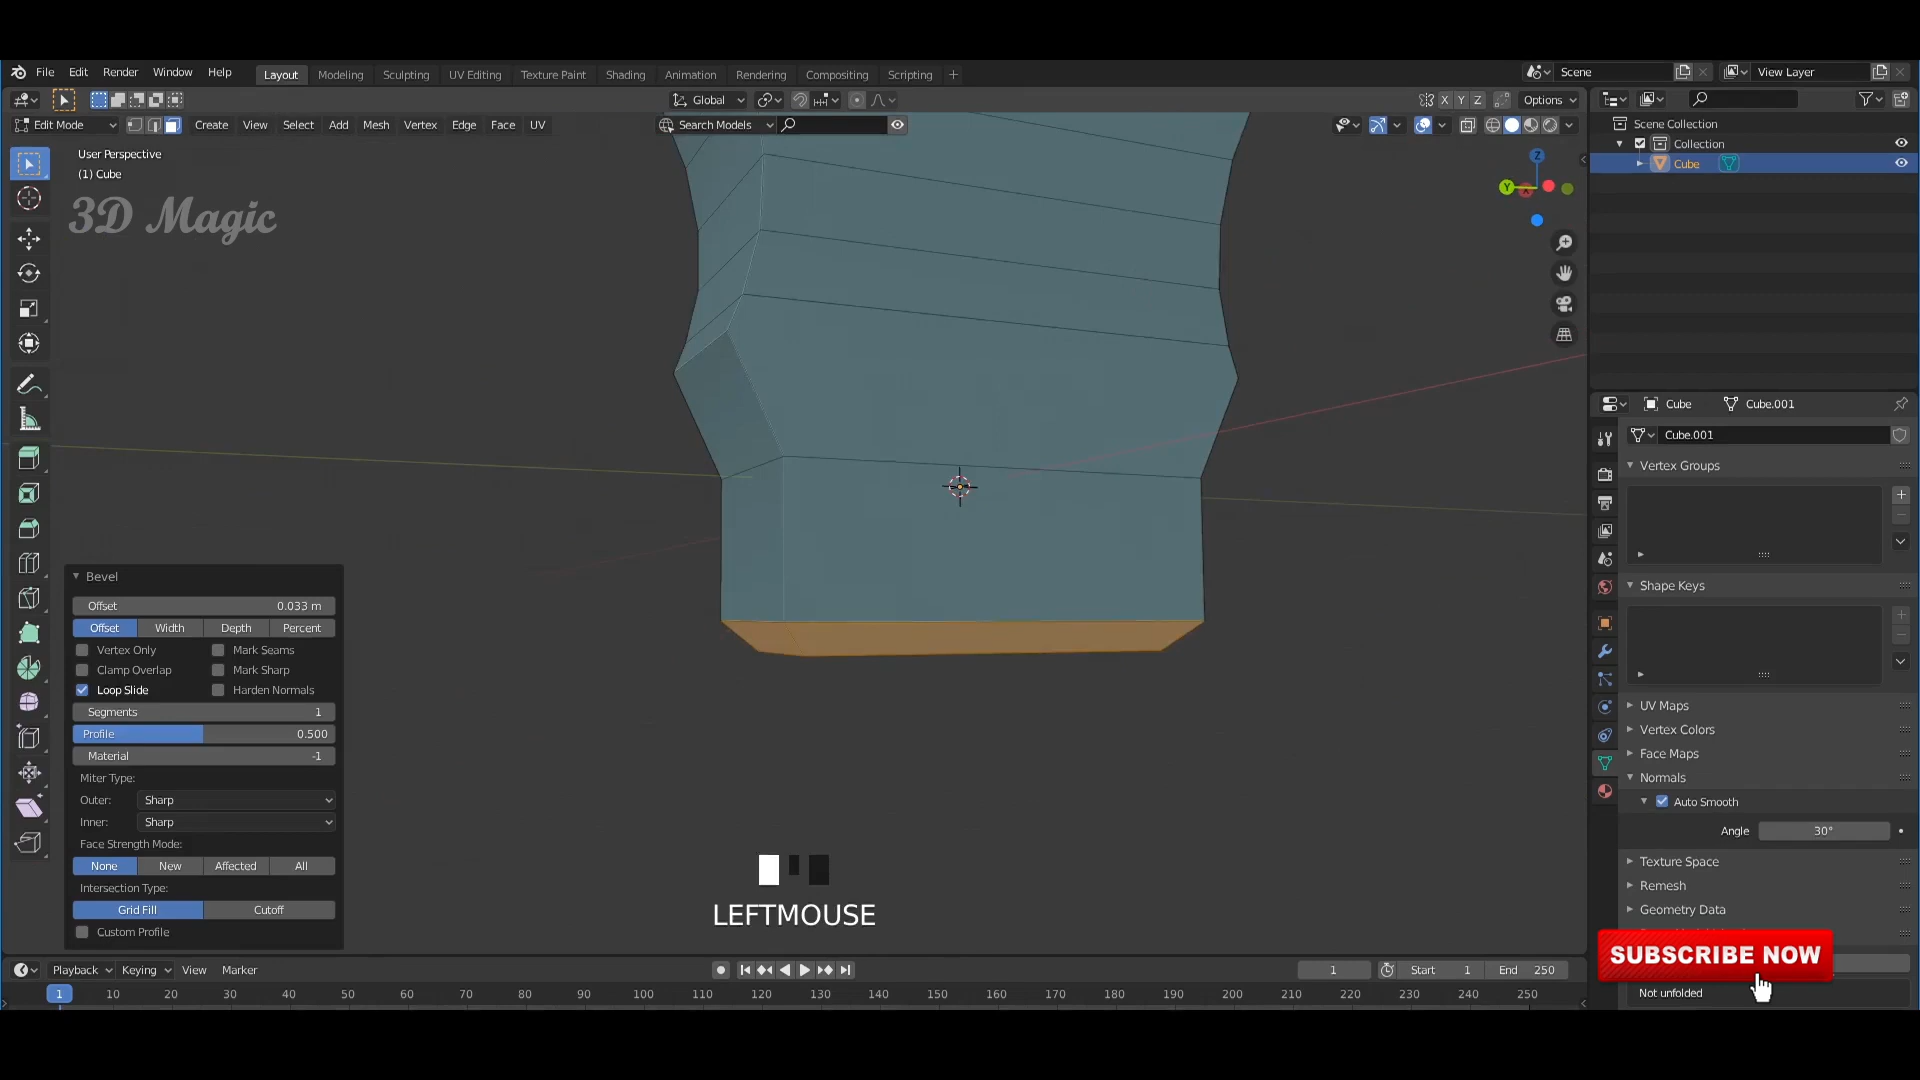 File Edit Render Window Help Layout Modeling Sculpting UV Editing Texture Paint Shading Animation Rendering Compositing Scripting + Scene View Layer
Global X Y Z Options
Edit Mode Create View Select Add Mesh Vertex Edge Face UV Search Models
User Perspective
(1) Cube
3D Magic
Z
Y
Scene Collection
Collection
Cube
Cube Cube.001
Cube.001
Vertex Groups
Shape Keys
UV Maps
Vertex Colors
Face Maps
Normals
Auto Smooth
Angle 30°
Texture Space
Remesh
Geometry Data
SUBSCRIBE NOW
Not unfolded
Bevel
Offset 0.033 m
Offset Width Depth Percent
Vertex Only Mark Seams
Clamp Overlap Mark Sharp
Loop Slide Harden Normals
Segments 1
Profile 0.500
Material -1
Miter Type:
Outer: Sharp
Inner: Sharp
Face Strength Mode:
None New Affected All
Intersection Type:
Grid Fill Cutoff
Custom Profile
LEFTMOUSE
Playback Keying View Marker 1 Start 1 End 250
1 10 20 30 40 50 60 70 80 90 100 110 120 130 140 150 160 170 180 190 200 210 220 230 240 250